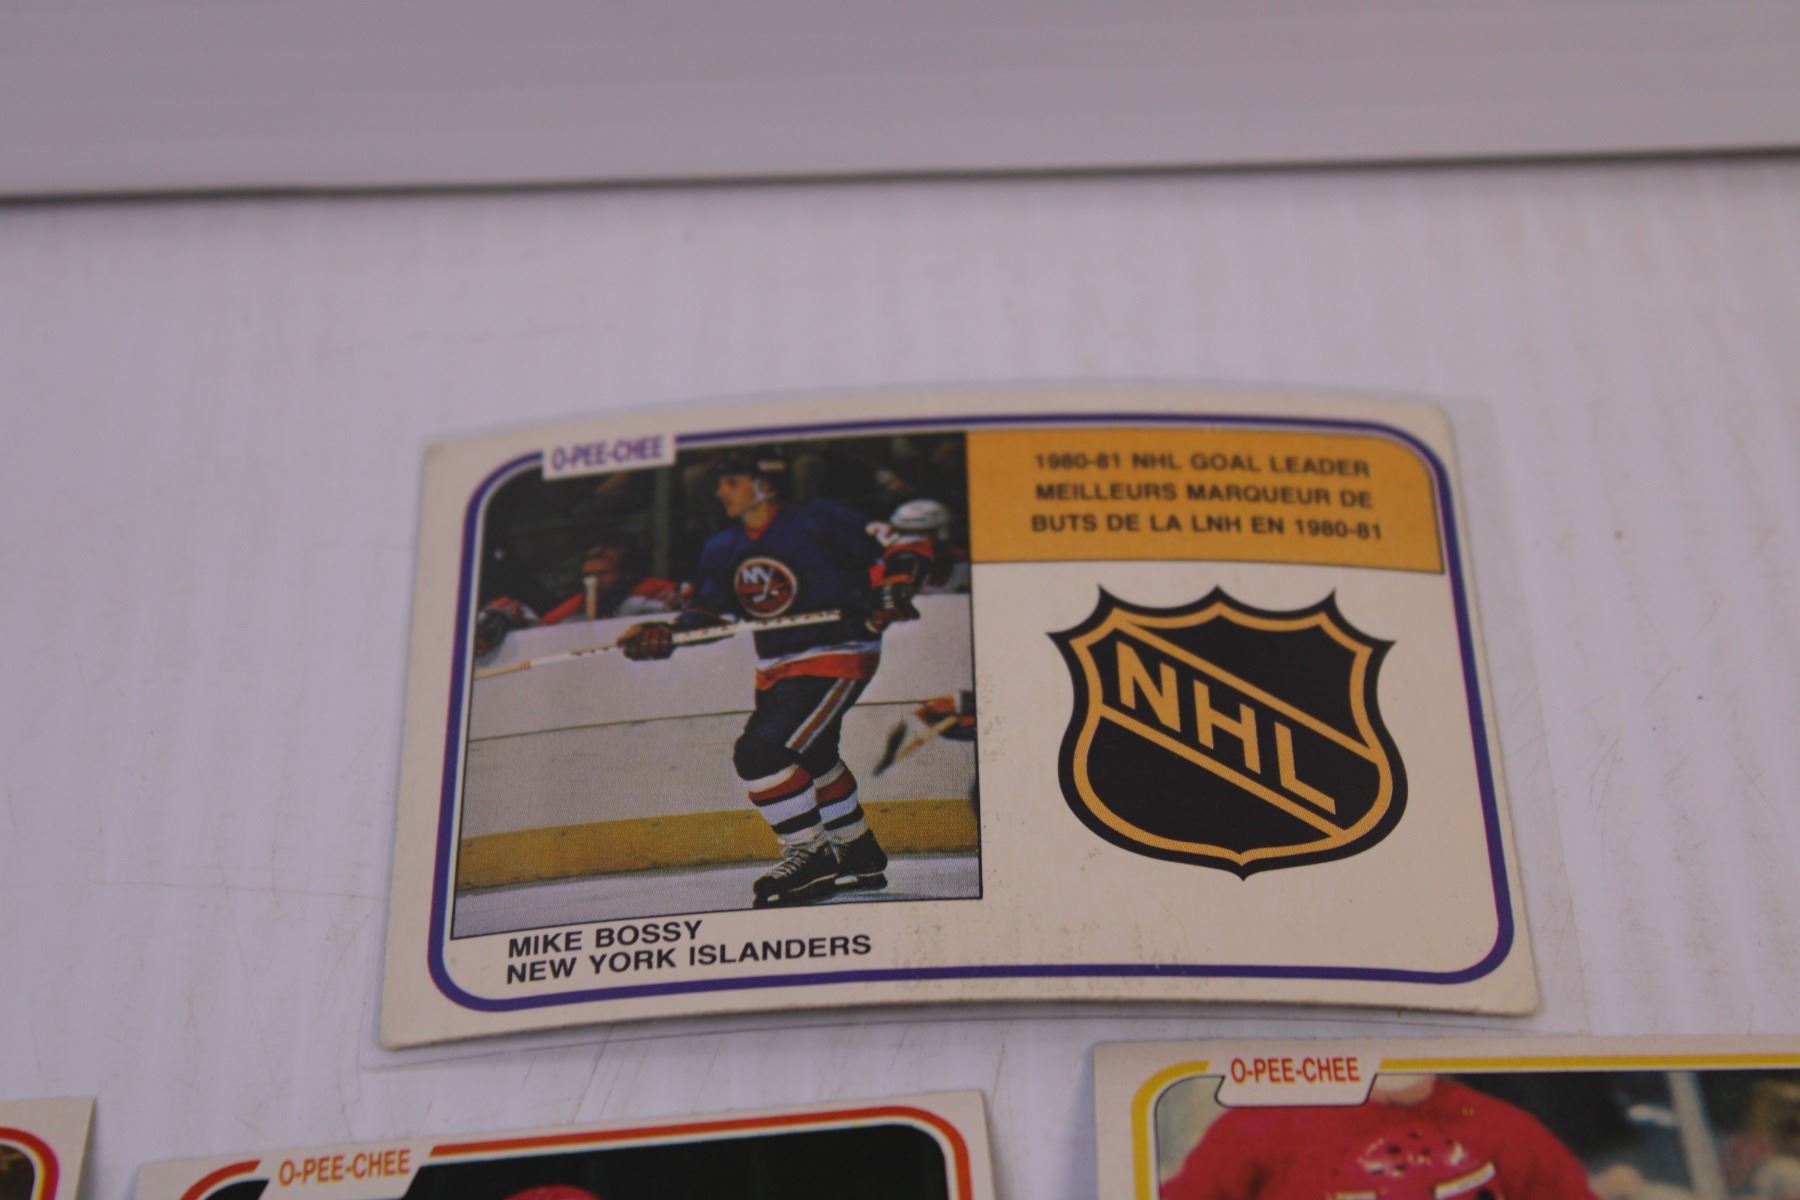 O-PEE-CHEE
1980-81 NHL GOAL LEADER
MEILLEURS MARQUEUR DE
BUTS DE LA LNH EN 1980-81
NY
NHL
MIKE BOSSY
NEW YORK ISLANDERS
O-PEE-CHEE
O-PEE-CHEE